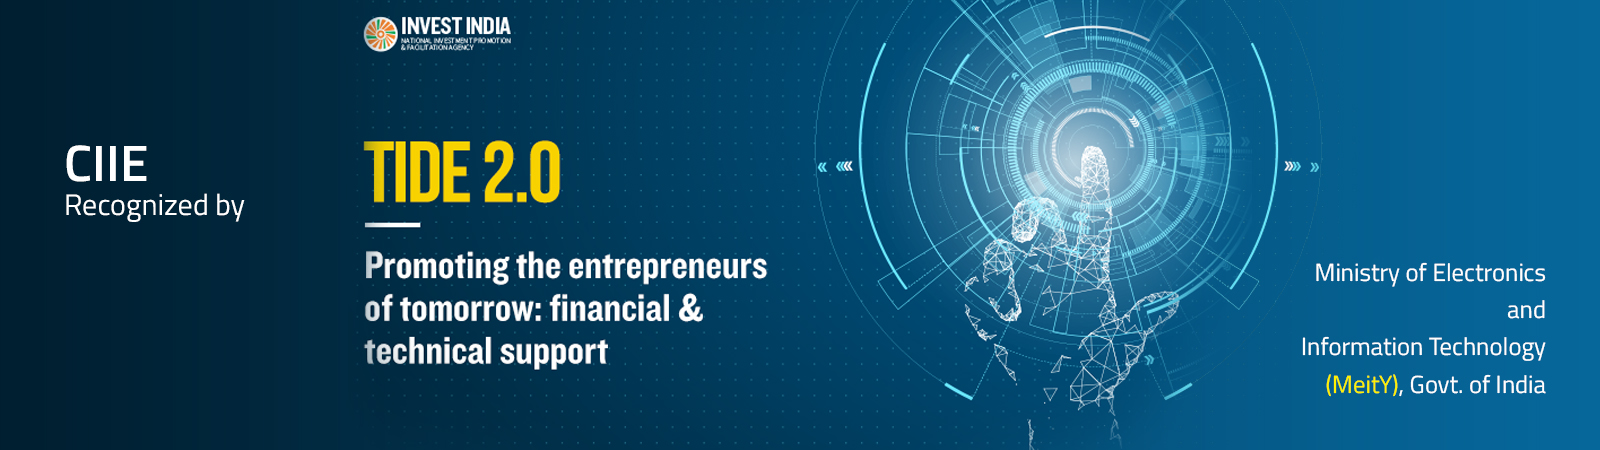 INVEST INDIA
NATIONAL INVESTMENT PROMOTION
& FACILITATION AGENCY
CIIE
Recognized by
TIDE 2.0
Promoting the entrepreneurs
of tomorrow: financial &
technical support
Ministry of Electronics
and
Information Technology
(MeitY), Govt. of India